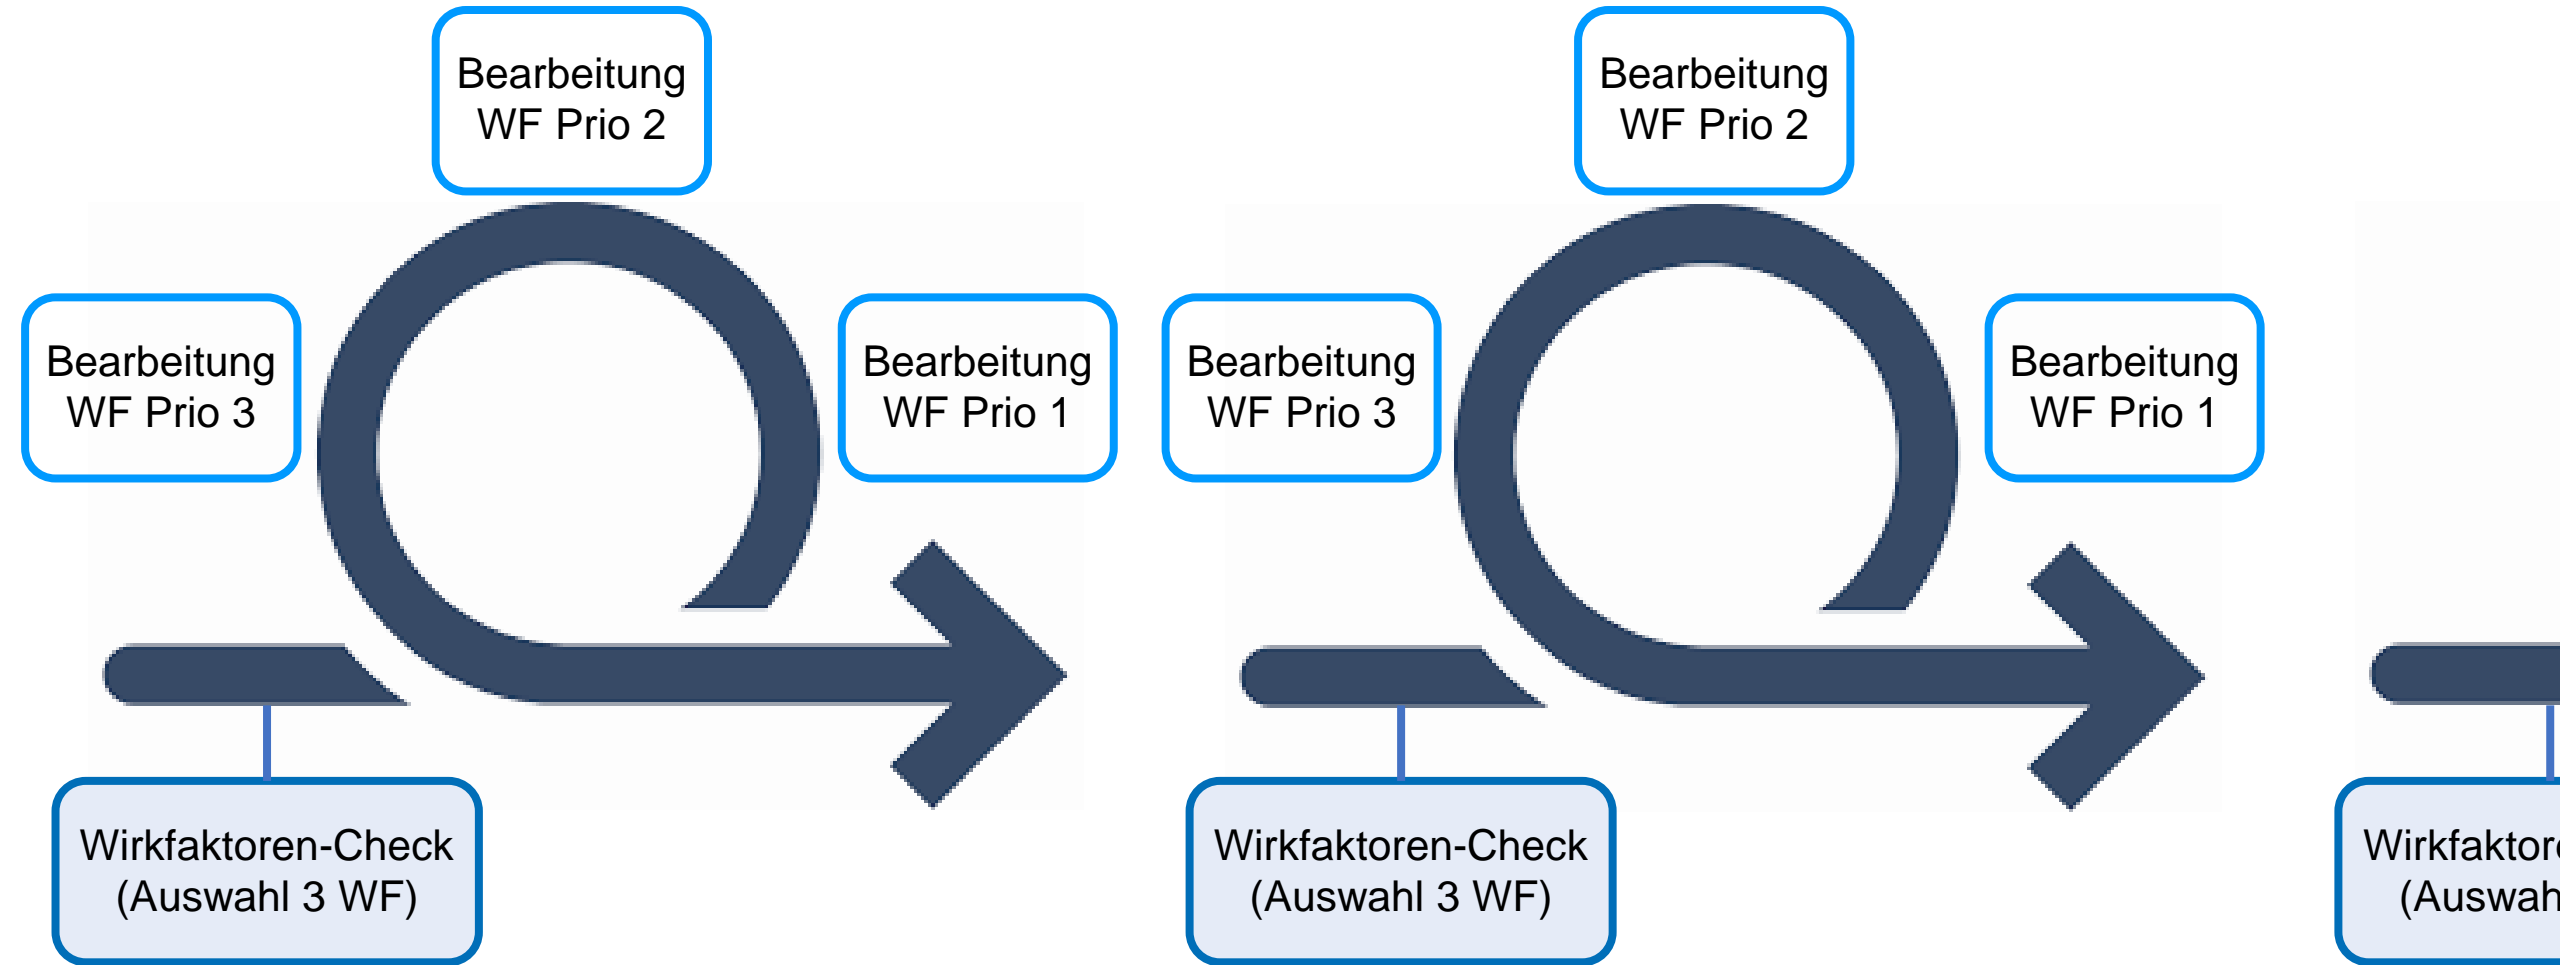 Bearbeitung
WF Prio 2
Bearbeitung
WF Prio 2
Bearbeitung
WF Prio 3
Bearbeitung
WF Prio 1
Bearbeitung
WF Prio 3
Bearbeitung
WF Prio 1
Wirkfaktoren-Check
(Auswahl 3 WF)
Wirkfaktoren-Check
(Auswahl 3 WF)